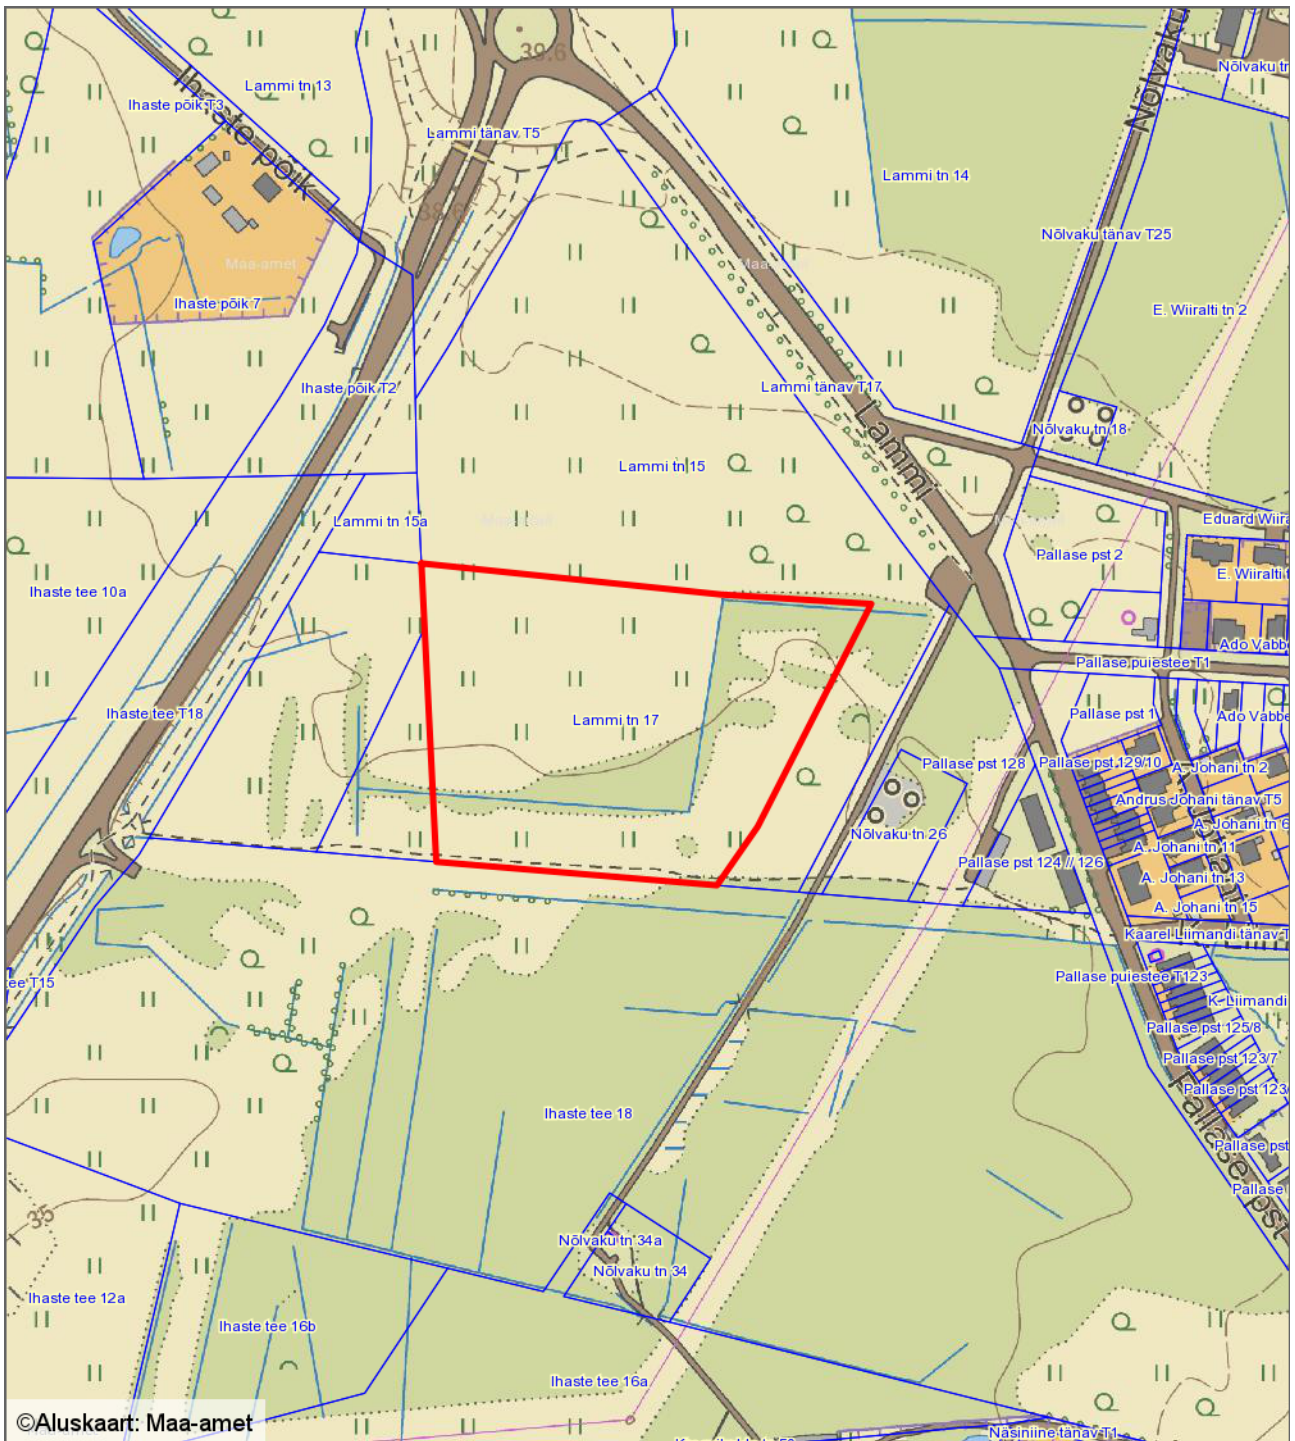 39.6
Nõlvaku
Nõlvaku tn
Lammi tn 13
Ihaste põik T3
Ihaste põik
Lammi tänav T5
Lammi tn 14
38.6
Nõlvaku tänav T25
Maa-amet
Maa-amet
Ihaste põik 7
E. Wiiralti tn 2
Ihaste põik T2
Lammi tänav T17
Lammi
Nõlvaku tn 18
Lammi tn 15
Lammi tn 15a
Eduard Wiira
Pallase pst 2
E. Wiiralti t
Ihaste tee 10a
Ado Vabbe
Pallase puiestee T1
Ihaste tee T18
Lammi tn 17
Pallase pst 1
Ado Vabbe
Pallase pst 128
Pallase pst 129/10
A. Johani tn 2
Andrus Johani tänav T5
A. Johani tn 6
Nõlvaku tn 26
A. Johani tn 11
Pallase pst 124 // 126
A. Johani tn 13
A. Johani tn 15
Kaarel Liimandi tänav T
ee T15
Pallase puiestee T123
K. Liimandi
Pallase pst 125/8
Pallase pst 123/7
Pallase pst 123/
Ihaste tee 18
Pallase pst
Pallase pst
Pallase
35
Nõlvaku tn 34a
Nõlvaku tn 34
Ihaste tee 12a
Ihaste tee 16b
Ihaste tee 16a
©Aluskaart: Maa-amet
Näsiniine tänav T1